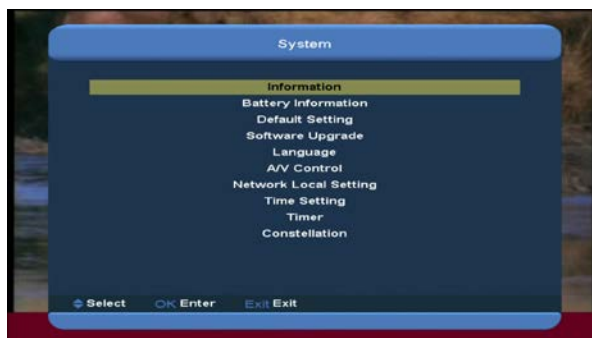 System
Information
Battery Information
Default Setting
Software Upgrade
Language
A/V Control
Network Local Setting
Time Setting
Timer
Constellation
Select OK Enter Exit Exit